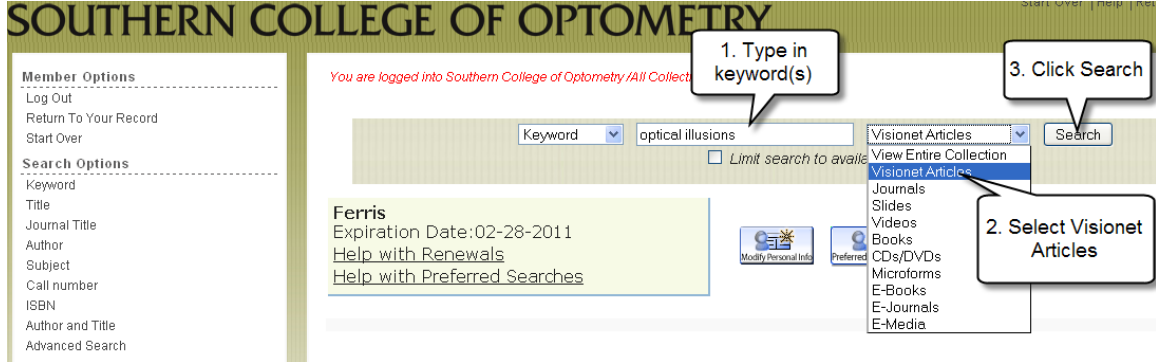 Start Over | Help |
SOUTHERN COLLEGE OF OPTOMETRY
1. Type in
keyword(s)
3. Click Search
Member Options
Log Out
Return To Your Record
Start Over
Search Options
Keyword
Title
Journal Title
Author
Subject
Call number
ISBN
Author and Title
Advanced Search
You are logged into Southern College of Optometry /All
Keyword
optical illusions
Visionet Articles
Search
Limit search to
View Entire Collection
Visionet Articles
Journals
Slides
Videos
Books
CDs/DVDs
Microforms
E-Books
E-Journals
E-Media
2. Select Visionet
Articles
Ferris
Expiration Date:02-28-2011
Help with Renewals
Help with Preferred Searches
Modify Personal Info
Preferred